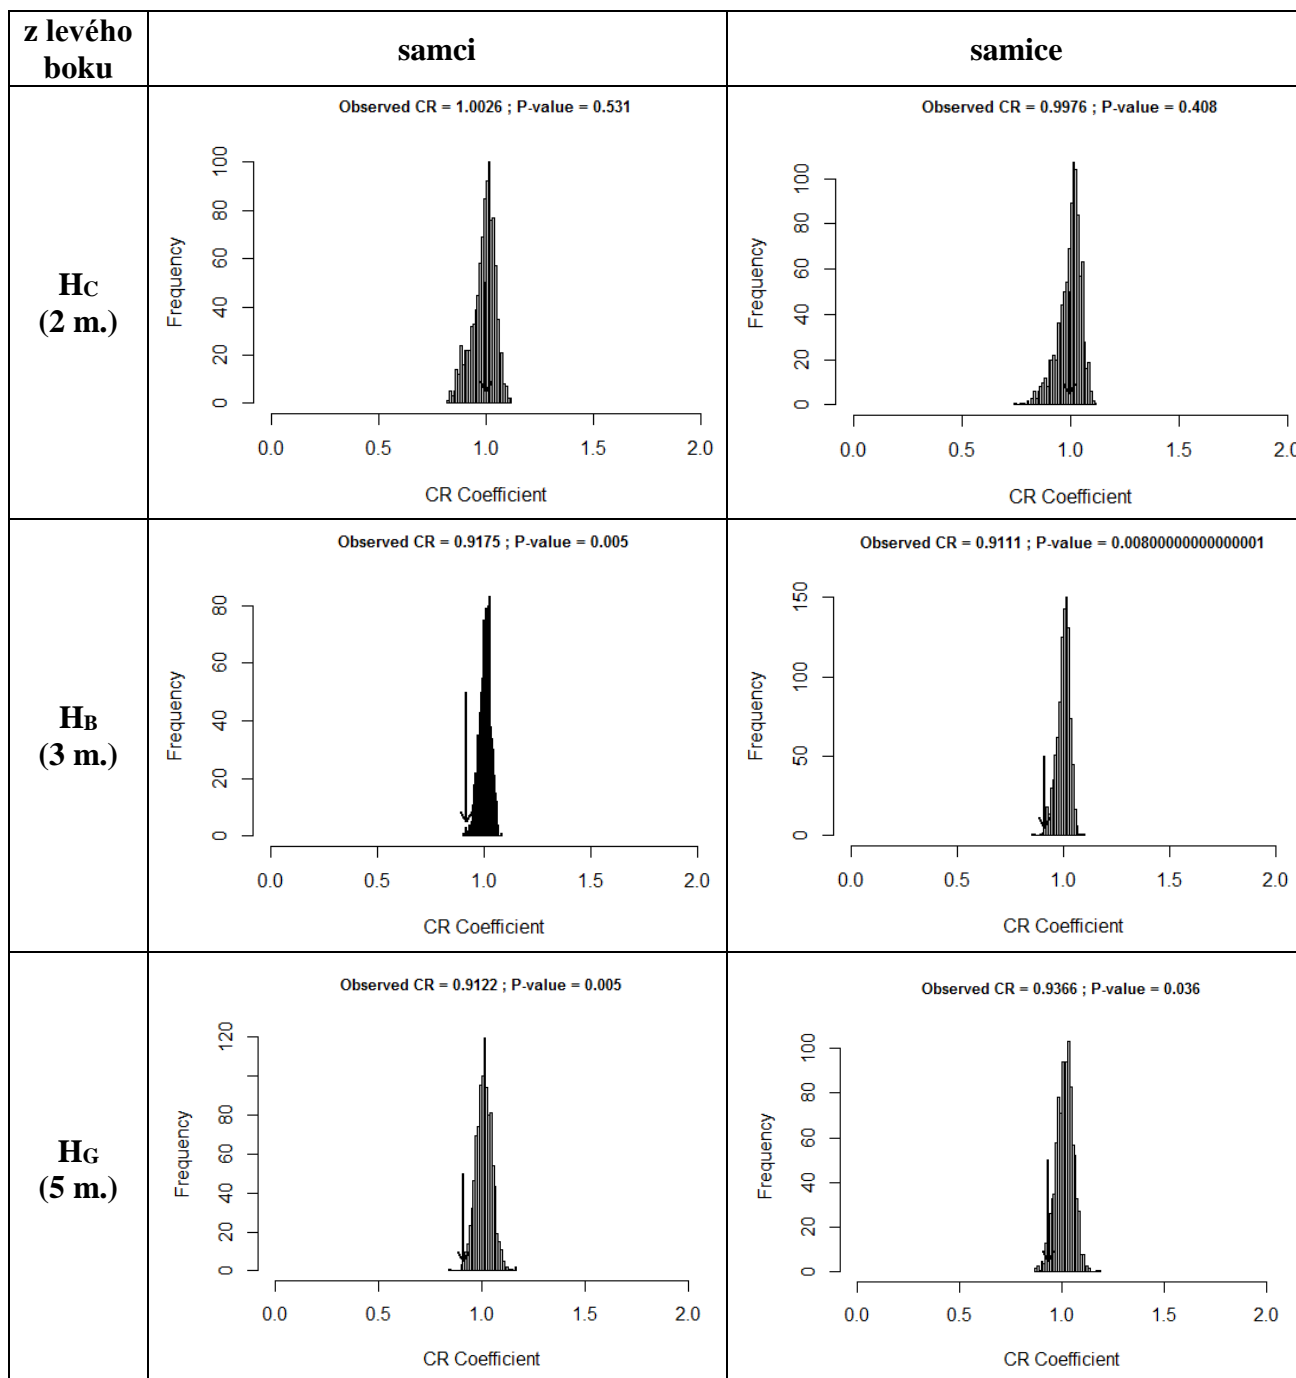 z levého
boku
samci
samice
HC
(2 m.)
Observed CR = 1.0026 ; P-value = 0.531
Frequency
0 20 40 60 80 100
0.0 0.5 1.0 1.5 2.0
CR Coefficient
Observed CR = 0.9976 ; P-value = 0.408
Frequency
0 20 40 60 80 100
0.0 0.5 1.0 1.5 2.0
CR Coefficient
HB
(3 m.)
Observed CR = 0.9175 ; P-value = 0.005
Frequency
0 20 40 60 80
0.0 0.5 1.0 1.5 2.0
CR Coefficient
Observed CR = 0.9111 ; P-value = 0.00800000000000001
Frequency
0 50 100 150
0.0 0.5 1.0 1.5 2.0
CR Coefficient
HG
(5 m.)
Observed CR = 0.9122 ; P-value = 0.005
Frequency
0 20 40 60 80 120
0.0 0.5 1.0 1.5 2.0
CR Coefficient
Observed CR = 0.9366 ; P-value = 0.036
Frequency
0 20 40 60 80 100
0.0 0.5 1.0 1.5 2.0
CR Coefficient